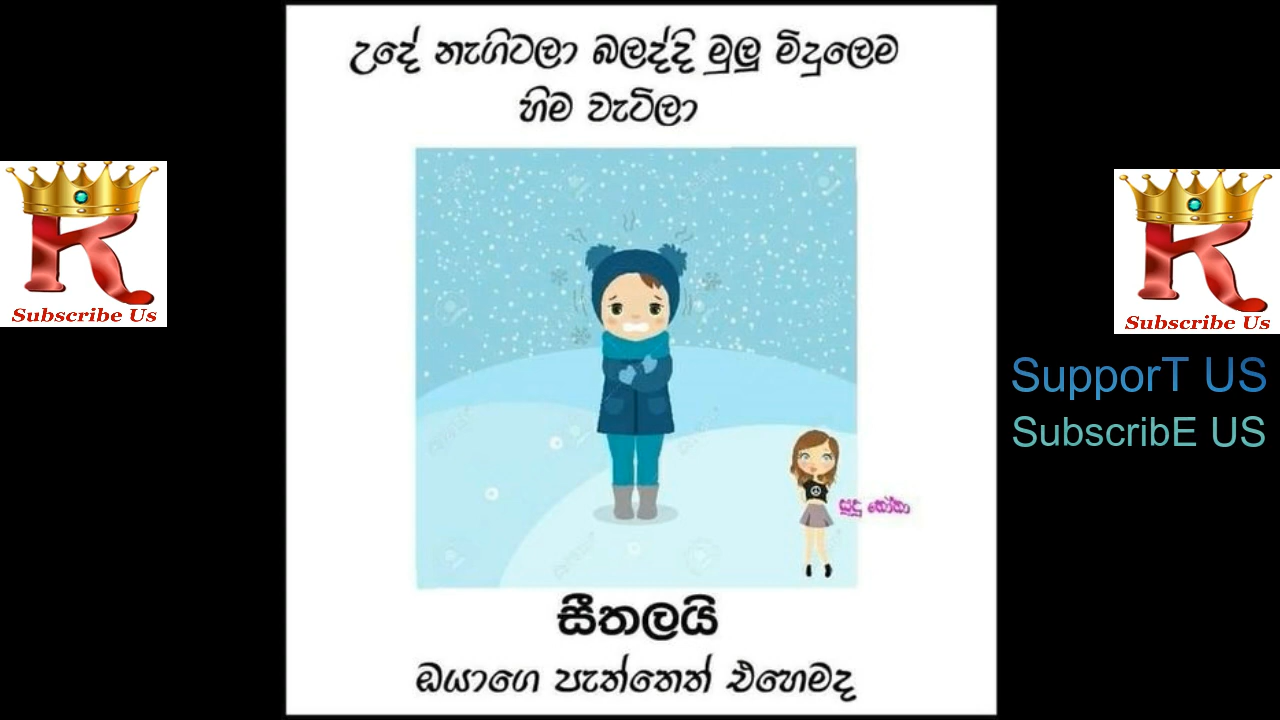 උදේ නැගිටලා බලද්දි මුලු මිදුලෙම
හිම වැටිලා
R
Subscribe Us
R
Subscribe Us
SupporT US
SubscribE US
සුදු හෝතා
සීතලයි
ඔයාගෙ පැත්තෙත් එහෙමද